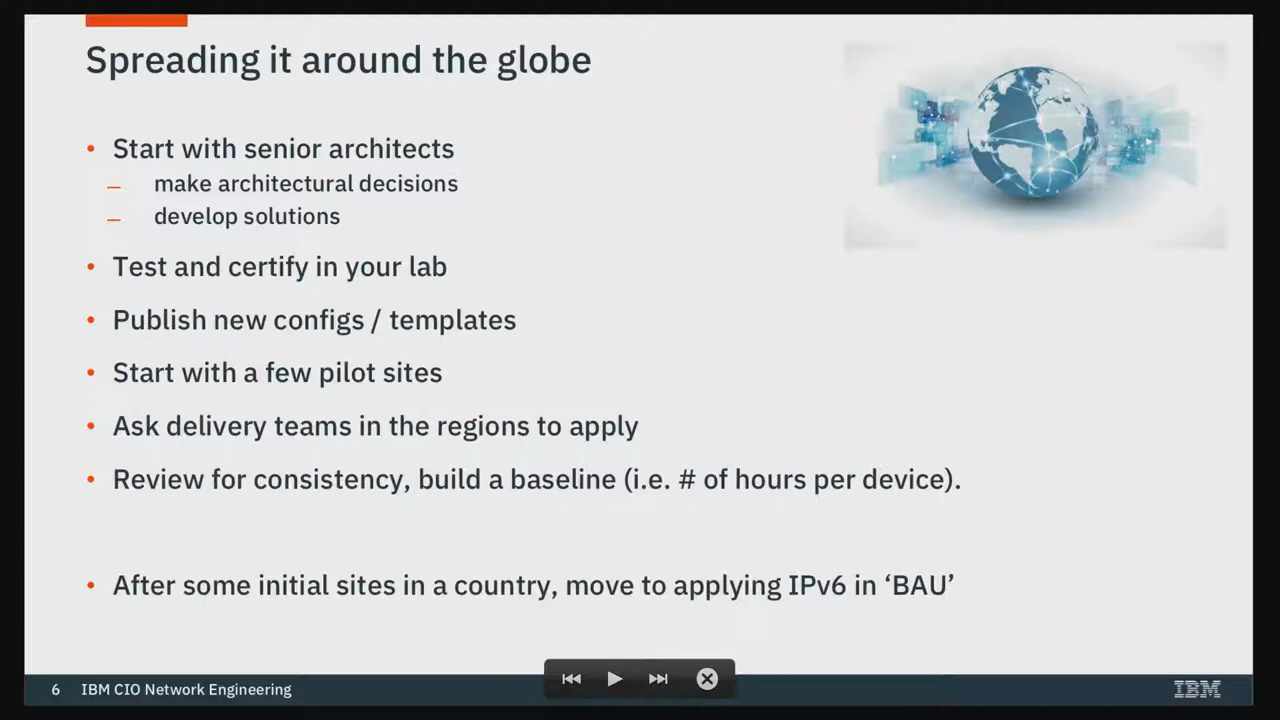 Spreading it around the globe
• Start with senior architects
– make architectural decisions
– develop solutions
• Test and certify in your lab
• Publish new configs / templates
• Start with a few pilot sites
• Ask delivery teams in the regions to apply
• Review for consistency, build a baseline (i.e. # of hours per device).
• After some initial sites in a country, move to applying IPv6 in ‘BAU’
6 IBM CIO Network Engineering
IBM